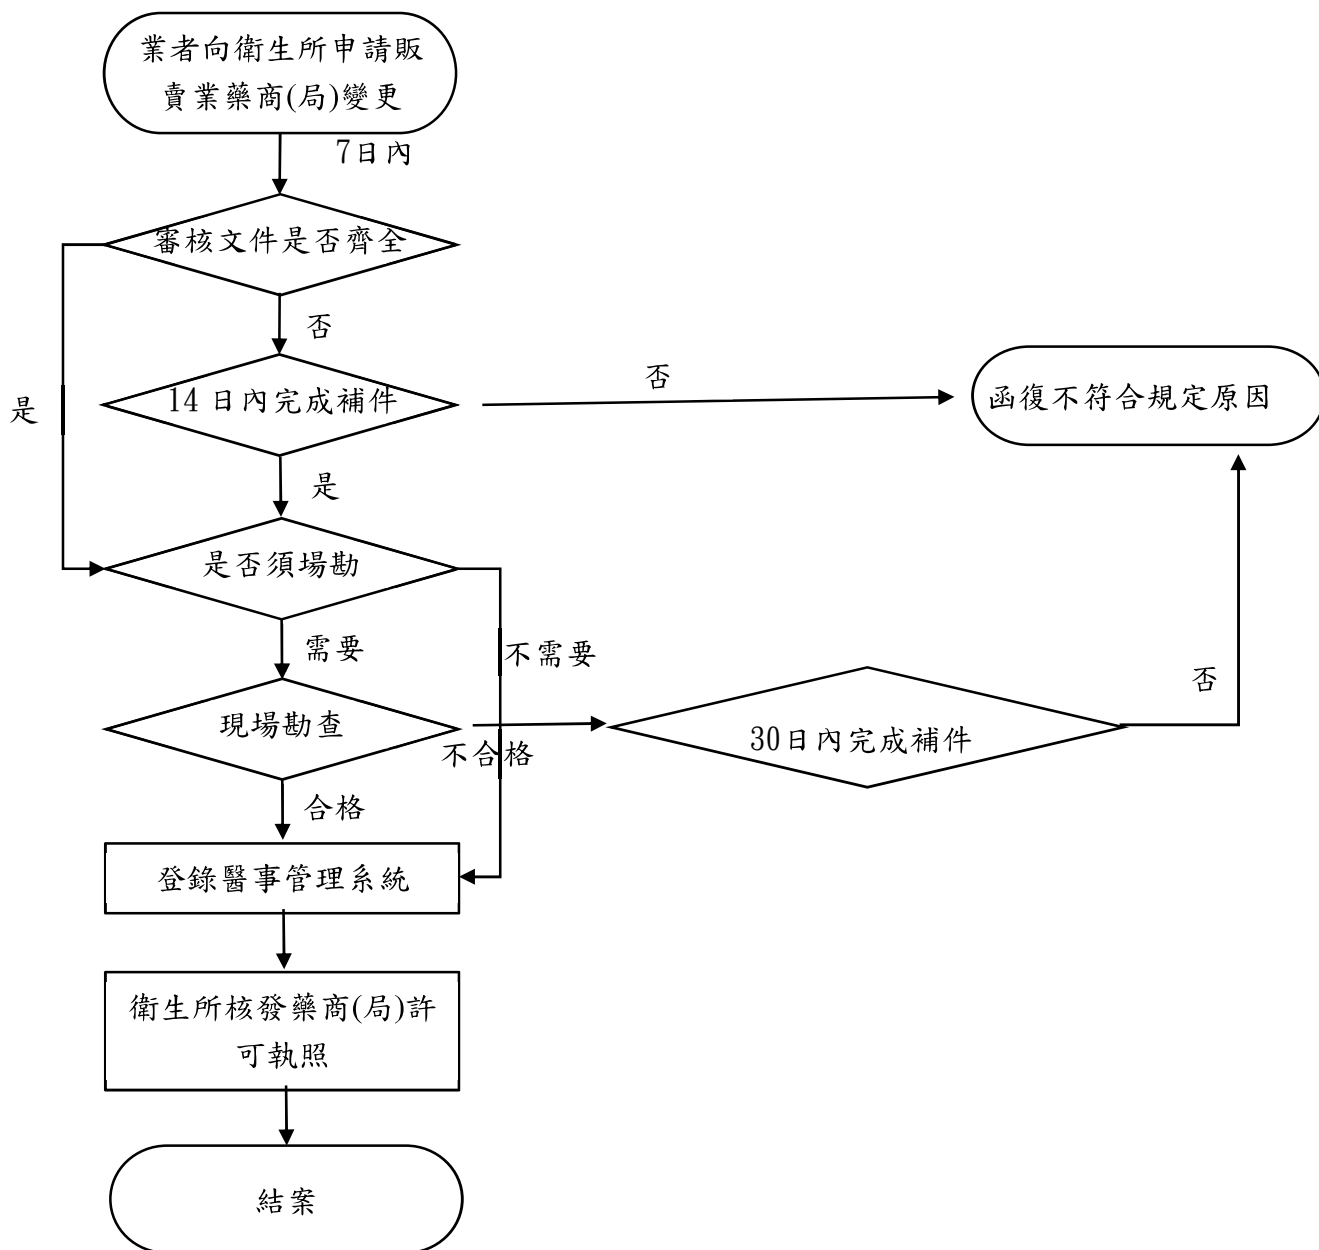 業者向衛生所申請販
賣業藥商(局)變更
7日內
審核文件是否齊全
否
14 日內完成補件
否
函復不符合規定原因
是
是
是否須場勘
需要
不需要
否
現場勘查
不合格
30日內完成補件
合格
登錄醫事管理系統
衛生所核發藥商(局)許
可執照
結案